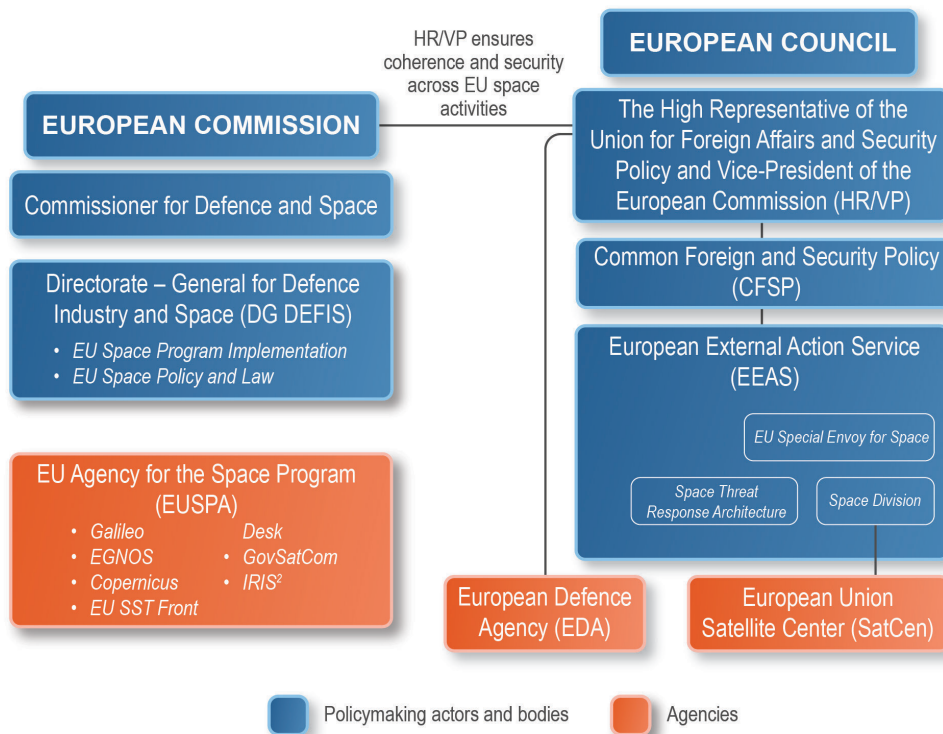 HR/VP ensures
coherence and security
across EU space
activities
EUROPEAN COUNCIL
EUROPEAN COMMISSION
The High Representative of the
Union for Foreign Affairs and Security
Policy and Vice-President of the
European Commission (HR/VP)
Commissioner for Defence and Space
Common Foreign and Security Policy
(CFSP)
Directorate – General for Defence
Industry and Space (DG DEFIS)
• EU Space Program Implementation
• EU Space Policy and Law
European External Action Service
(EEAS)
EU Special Envoy for Space
Space Threat
Response Architecture
Space Division
EU Agency for the Space Program
(EUSPA)
• Galileo
• EGNOS
• Copernicus
• EU SST Front
Desk
• GovSatCom
• IRIS²
European Defence
Agency (EDA)
European Union
Satellite Center (SatCen)
Policymaking actors and bodies
Agencies